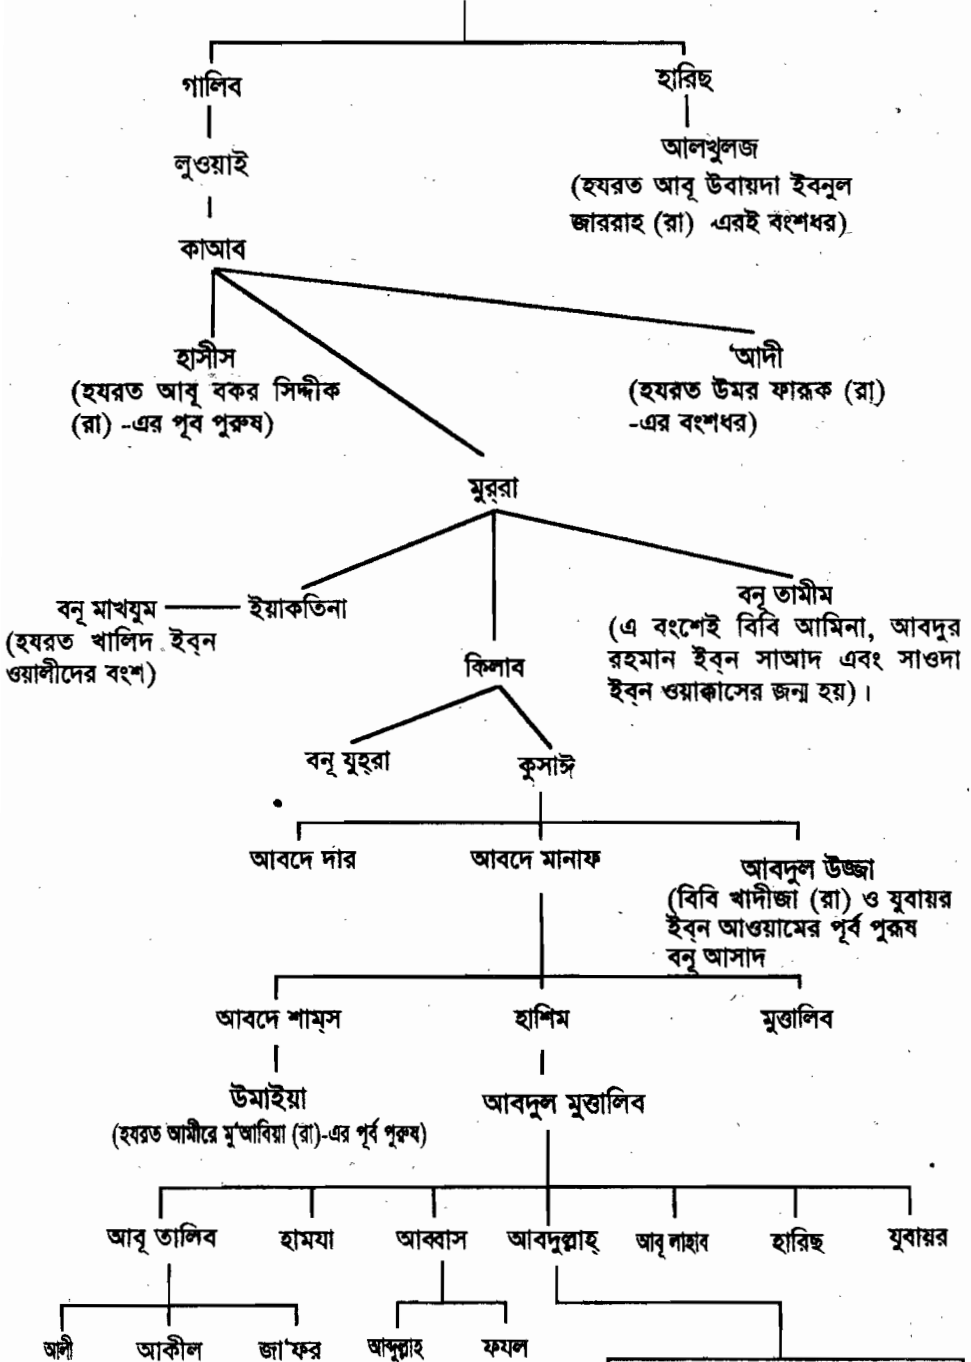 গালিব হারিছ
লুওয়াই
আলখুলজ
(হযরত আবূ উবায়দা ইবনুল
জাররাহ (রা) এরই বংশধর)
কাআব
হাসীস
(হযরত আবূ বকর সিদ্দীক
(রা) -এর পূব পুরুষ)
‘আদী
(হযরত উমর ফারূক (রা)
-এর বংশধর)
মুর্‌রা
বনূ মাখযুম ইয়াকতিনা
(হযরত খালিদ ইব্‌ন
ওয়ালীদের বংশ)
বনূ তামীম
(এ বংশেই বিবি আমিনা, আবদুর
রহমান ইব্‌ন সাআদ এবং সাওদা
ইব্‌ন ওয়াক্কাসের জন্ম হয়)।
কিলাব
বনূ যুহ্‌রা কুসাঈ
আবদে দার আবদে মানাফ
আবদুল উজ্জা
(বিবি খাদীজা (রা) ও যুবায়র
ইব্‌ন আওয়ামের পূর্ব পুরূষ
বনূ আসাদ
আবদে শাম্‌স হাশিম মুত্তালিব
উমাইয়া আবদুল মুত্তালিব
(হযরত আমীরে মু‘আবিয়া (রা)-এর পূর্ব পুরুষ)
আবূ তালিব হামযা আব্বাস আবদুল্লাহ্ আবূ লাহাব হারিছ যুবায়র
আলী আকীল জা‘ফর আব্দুল্লাহ ফযল